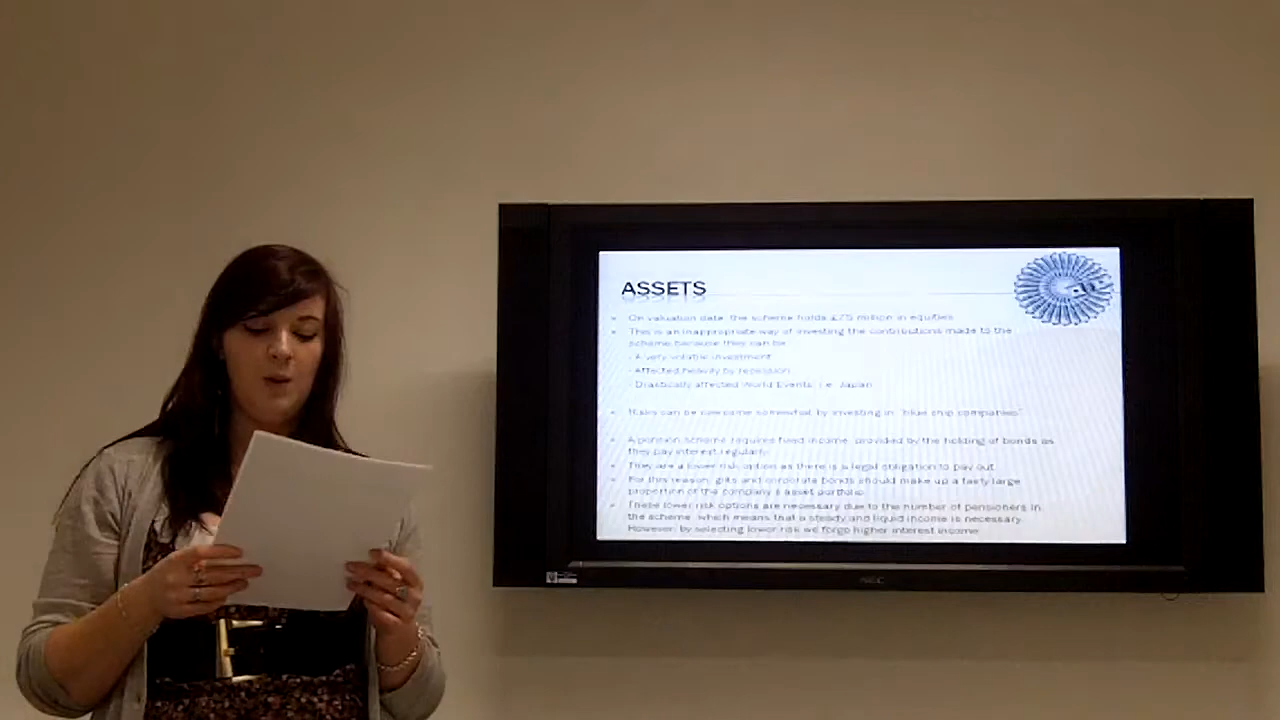 ASSETS
On valuation date, the scheme holds £75 million in equities
This is an inappropriate way of investing the contributions made to the
scheme because they can be
- A very volatile investment
- Affected heavily by recession
- Drastically affected World Events, i.e. Japan
Risks can be overcome somewhat by investing in "blue chip companies"
A pension scheme requires fixed income, provided by the holding of bonds as
they pay interest regularly
They are a lower risk option as there is a legal obligation to pay out
For this reason, gilts and corporate bonds should make up a fairly large
proportion of the company's asset portfolio
These lower risk options are necessary due to the number of pensioners in
the scheme, which means that a steady and liquid income is necessary.
However, by selecting lower risk we forgo higher interest income
NEC